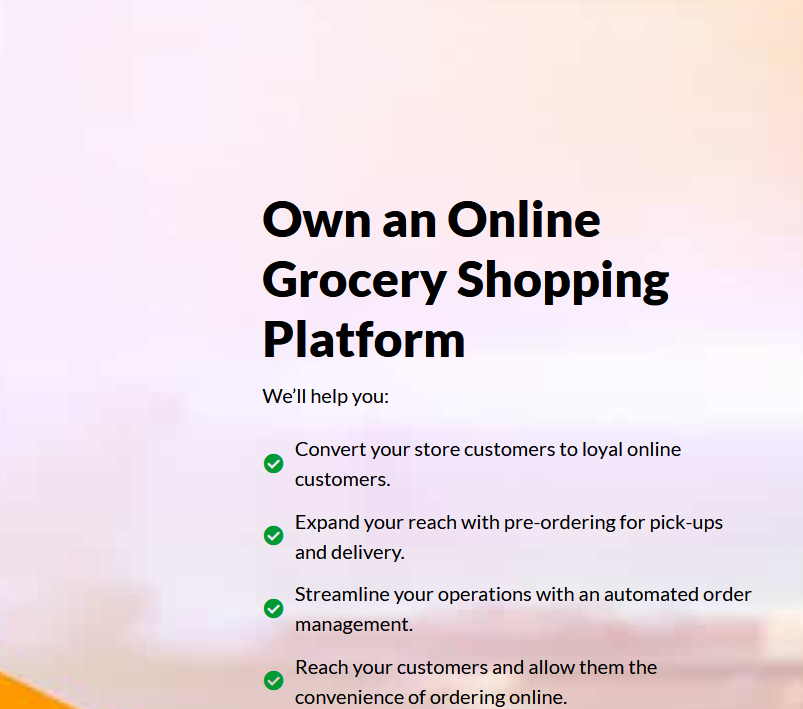 Own an Online
Grocery Shopping
Platform
We’ll help you:
Convert your store customers to loyal online
customers.
Expand your reach with pre-ordering for pick-ups
and delivery.
Streamline your operations with an automated order
management.
Reach your customers and allow them the
convenience of ordering online.